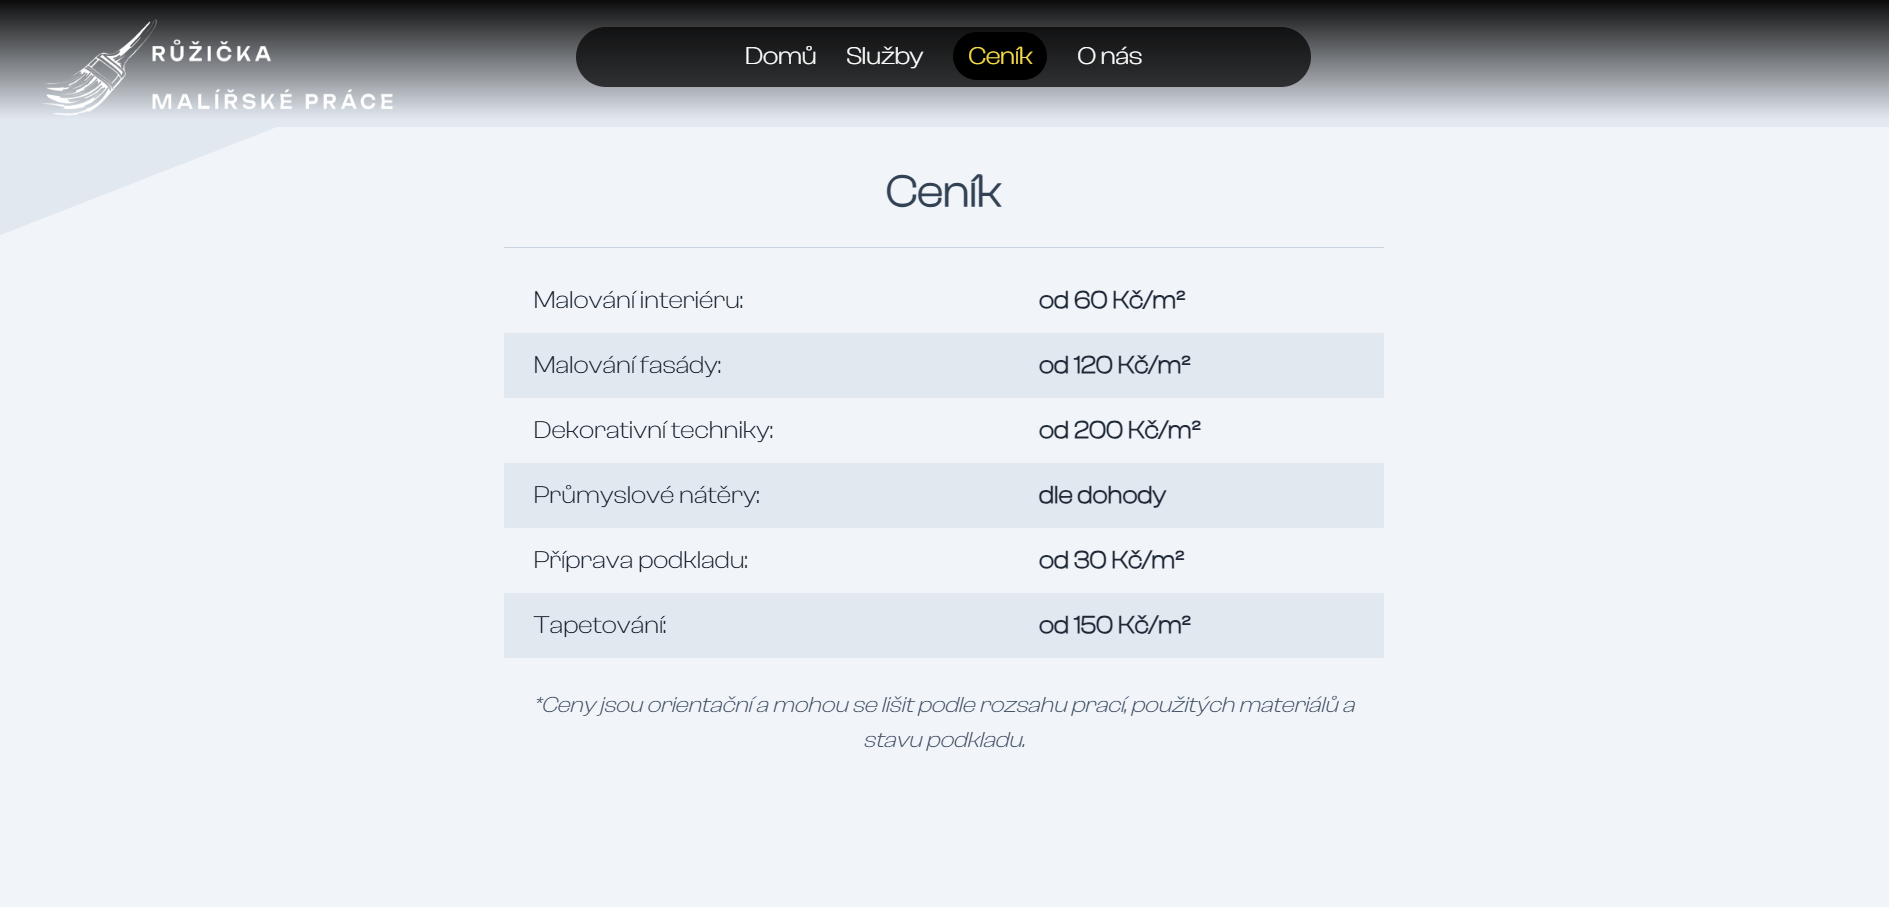 RŮŽIČKA
MALÍŘSKÉ PRÁCE
Domů Služby Ceník O nás
Ceník
Malování interiéru: od 60 Kč/m²
Malování fasády: od 120 Kč/m²
Dekorativní techniky: od 200 Kč/m²
Průmyslové nátěry: dle dohody
Příprava podkladu: od 30 Kč/m²
Tapetování: od 150 Kč/m²
*Ceny jsou orientační a mohou se lišit podle rozsahu prací, použitých materiálů a
stavu podkladu.